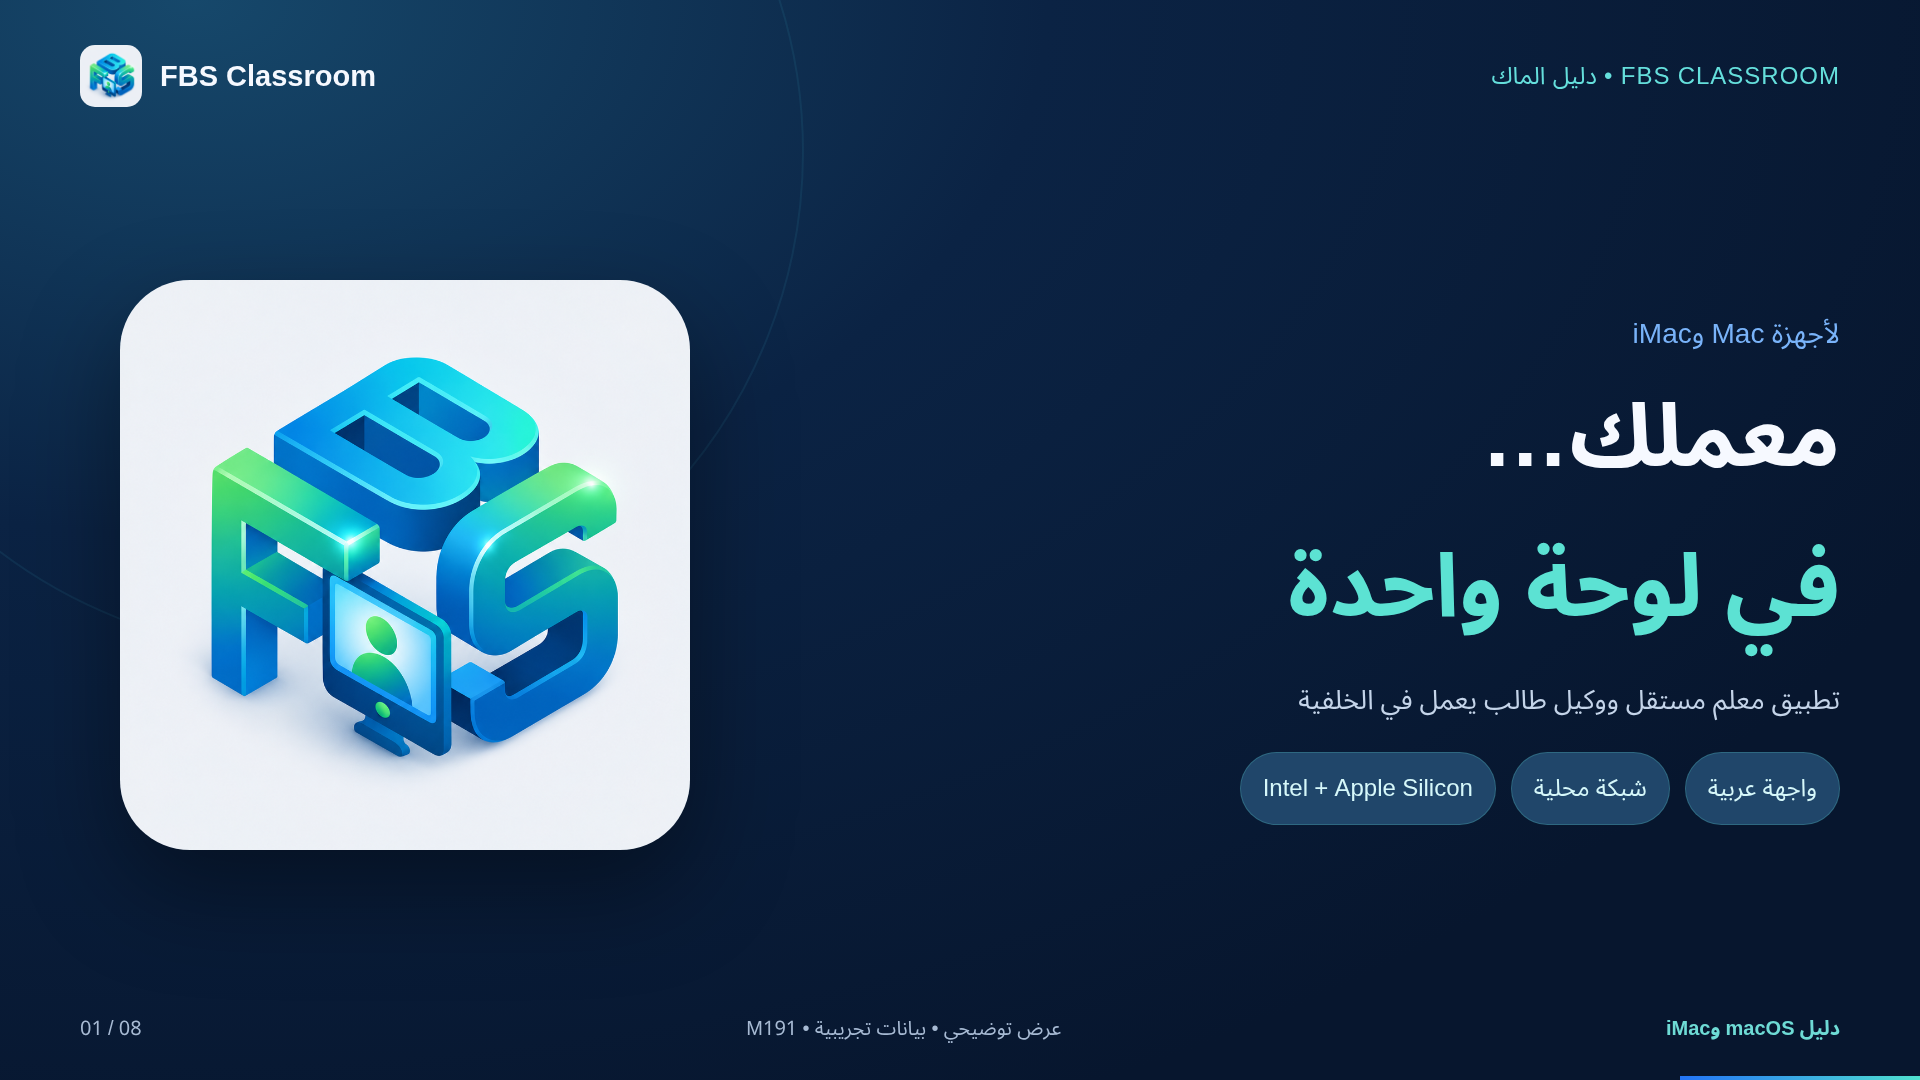 FBS Classroom
FBS CLASSROOM • دليل الماك
FBS
لأجهزة Mac وiMac
معملك...
في لوحة واحدة
تطبيق معلم مستقل ووكيل طالب يعمل في الخلفية
واجهة عربية
شبكة محلية
Intel + Apple Silicon
دليل macOS وiMac
عرض توضيحي • بيانات تجريبية • M191
01 / 08